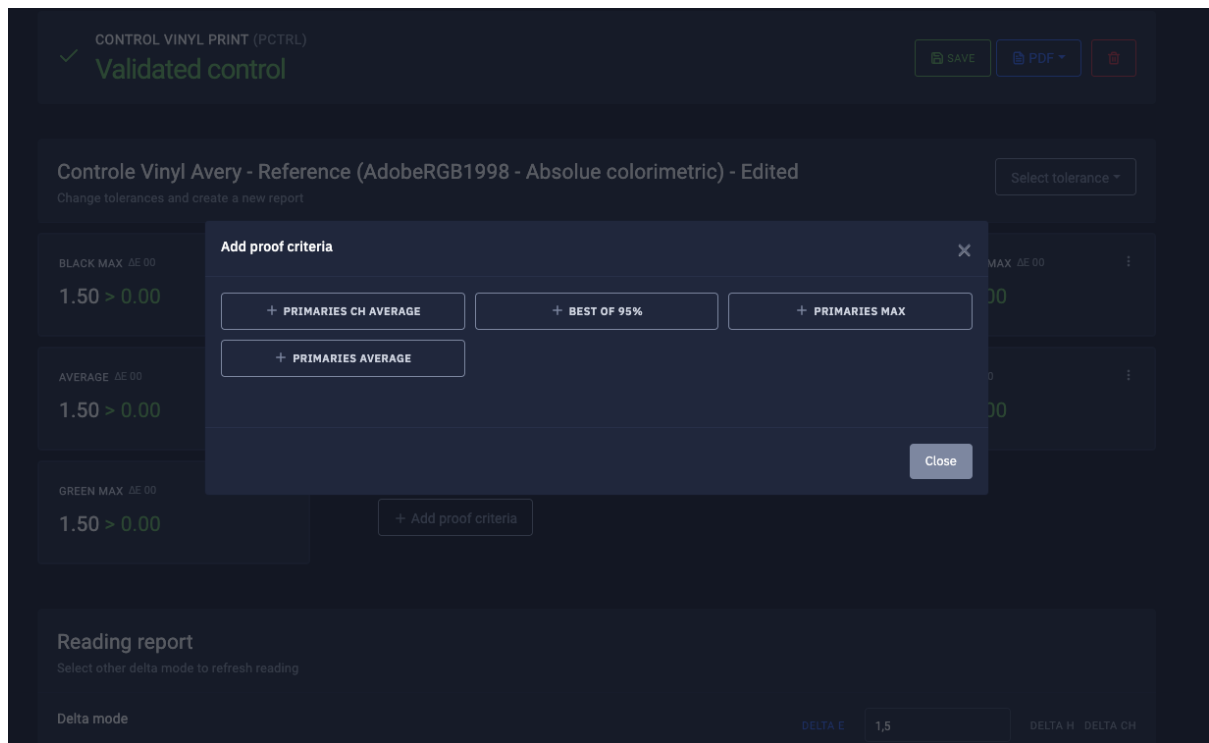 CONTROL VINYL PRINT (PCTRL)
Validated control
SAVE
PDF
Controle Vinyl Avery - Reference (AdobeRGB1998 - Absolue colorimetric) - Edited
Change tolerances and create a new report
Select tolerance
Add proof criteria
BLACK MAX ΔE 00
MAX ΔE 00
1.50 > 0.00
00
+ PRIMARIES CH AVERAGE
+ BEST OF 95%
+ PRIMARIES MAX
+ PRIMARIES AVERAGE
AVERAGE ΔE 00
0
1.50 > 0.00
00
Close
GREEN MAX ΔE 00
1.50 > 0.00
+ Add proof criteria
Reading report
Select other delta mode to refresh reading
Delta mode
DELTA E
1,5
DELTA H
DELTA CH